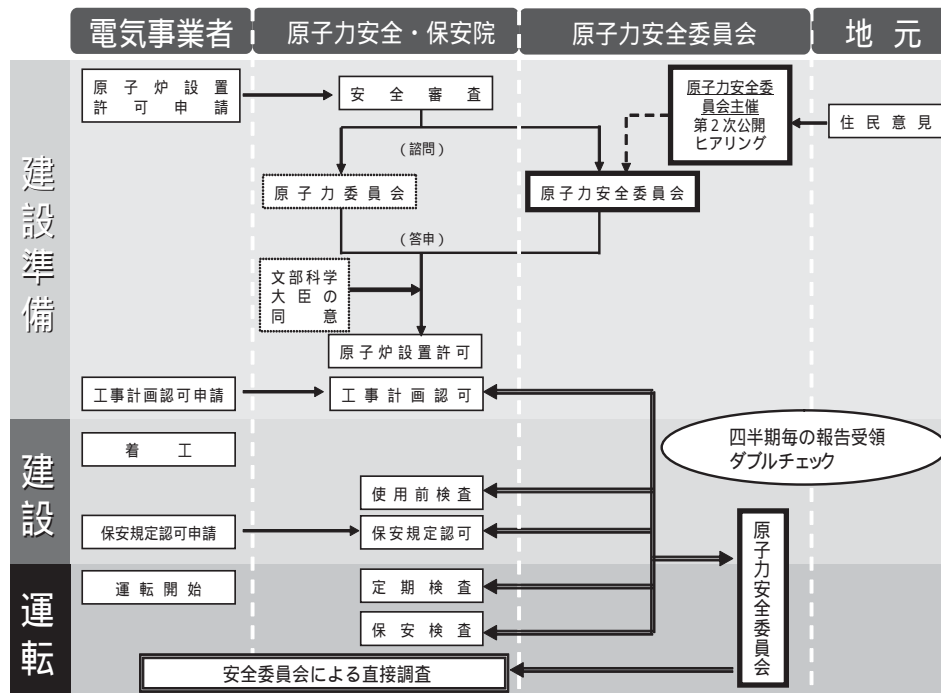 電気事業者
原子力安全・保安院
原子力安全委員会
地元
建設準備
原子炉設置
許可申請
安全審査
原子力安全委
員会主催
第2次公開
ヒアリング
住民意見
(諮問)
原子力委員会
原子力安全委員会
(答申)
文部科学
大臣の
同意
原子炉設置許可
工事計画認可申請
工事計画認可
建設
着工
四半期毎の報告受領
ダブルチェック
使用前検査
保安規定認可申請
保安規定認可
原子力安全委員会
運転
運転開始
定期検査
保安検査
安全委員会による直接調査